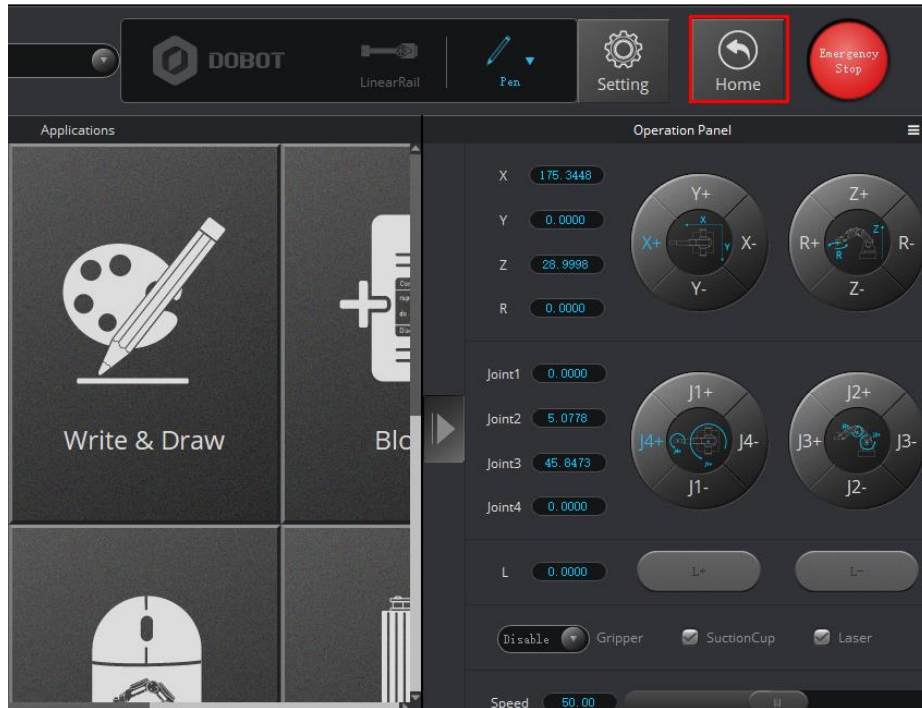 DOBOT
LinearRail
Pen
Setting
Home
Emergency
Stop
Applications
Operation Panel
X 175.3448
Y 0.0000
Z 28.9998
R 0.0000
Y+
X+
X
Y
X-
Y-
Z+
R+
Z
R
R-
Z-
Write & Draw
Blo
Joint1 0.0000
Joint2 5.0778
Joint3 45.8473
Joint4 0.0000
J1+
J4+
J4-
J1-
J2+
J3+
J3-
J2-
L 0.0000
L+
L-
Disable
Gripper
SuctionCup
Laser
Speed 50.00